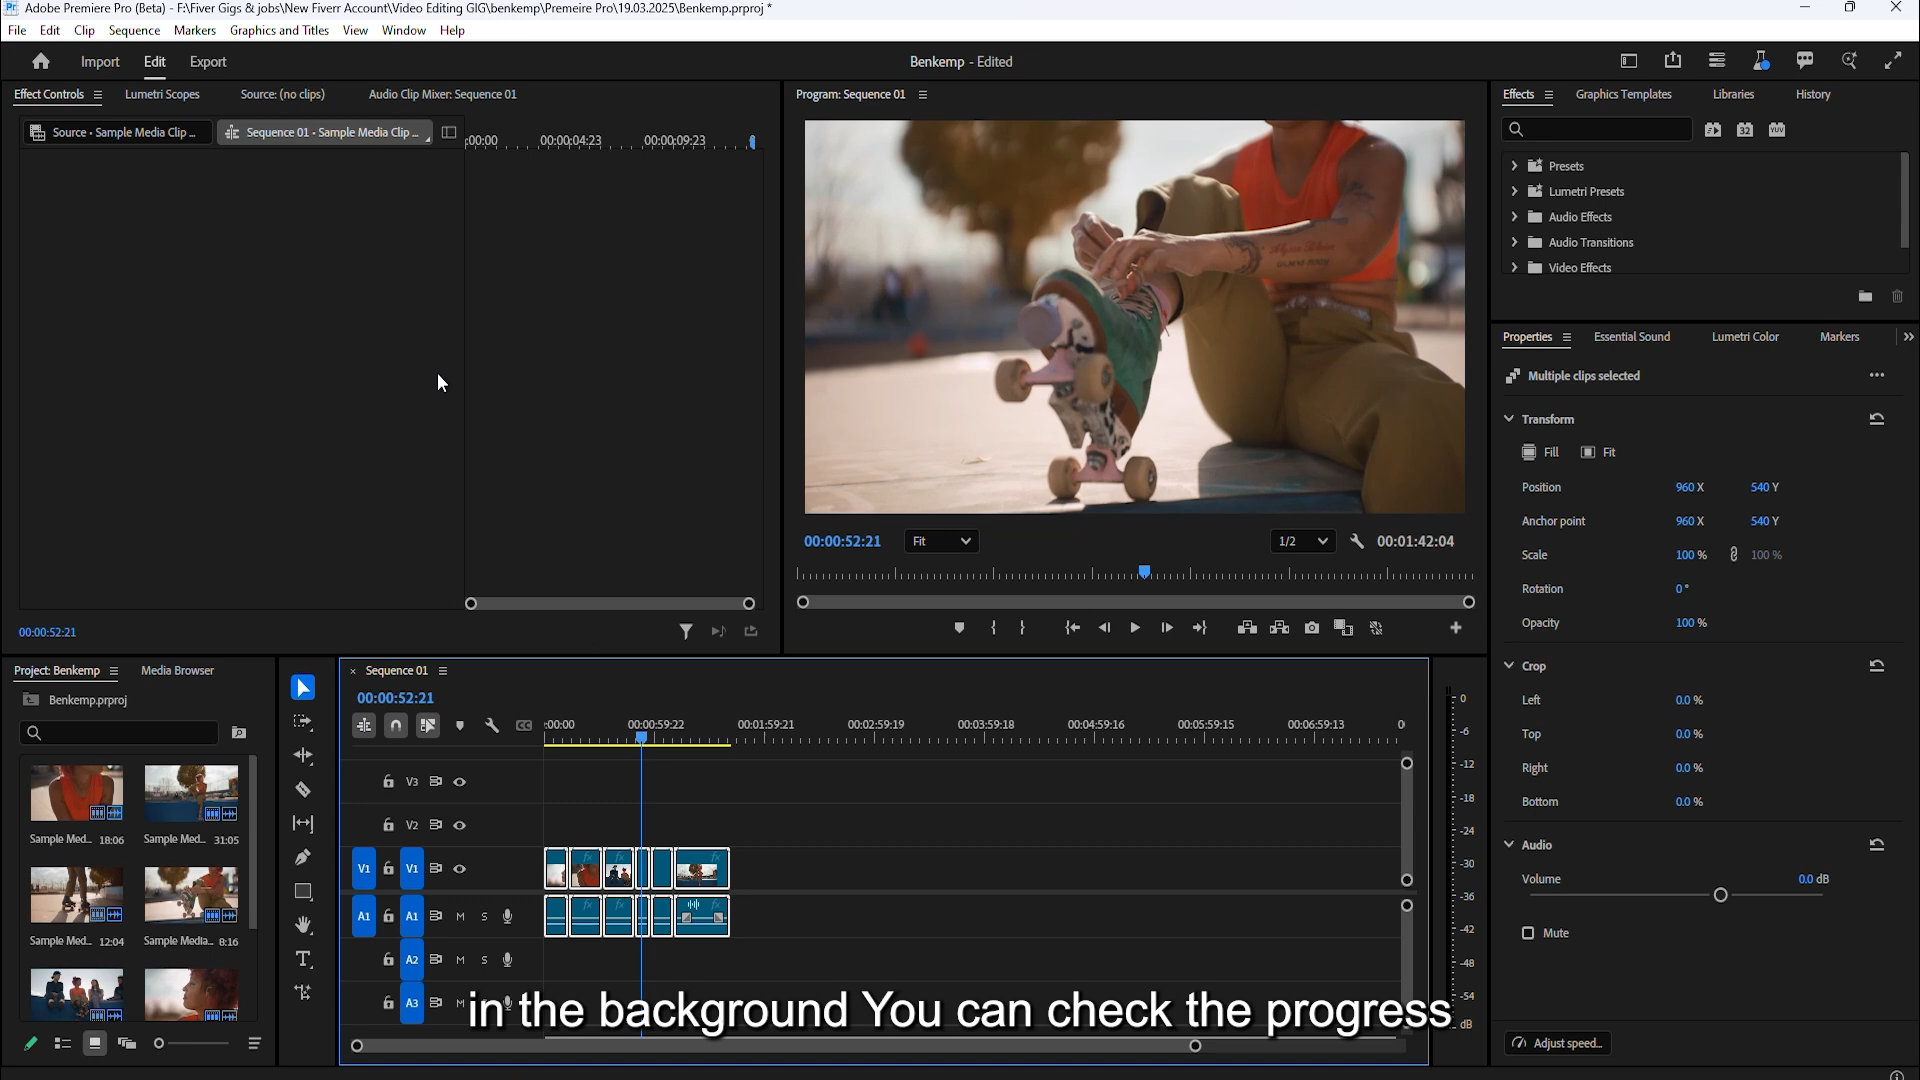 Adobe Premiere Pro (Beta) - F:\Fiver Gigs & jobs\New Fiverr Account\Video Editing GIG\benkemp\Premeire Pro\19.03.2025\Benkemp.prproj *
File Edit Clip Sequence Markers Graphics and Titles View Window Help
Import Edit Export
Benkemp - Edited
Effect Controls Lumetri Scopes Source: (no clips) Audio Clip Mixer: Sequence 01
Source • Sample Media Clip ... Sequence 01 • Sample Media Clip ...
:00:00 00:00:04:23 00:00:09:23
00:00:52:21
Program: Sequence 01
00:00:52:21 Fit 1/2 00:01:42:04
Effects Graphics Templates Libraries History
32 YUV
Presets
Lumetri Presets
Audio Effects
Audio Transitions
Video Effects
Properties Essential Sound Lumetri Color Markers
Multiple clips selected
Transform
Fill Fit
Position 960 X 540 Y
Anchor point 960 X 540 Y
Scale 100 % 100 %
Rotation 0°
Opacity 100 %
Crop
Left 0.0 %
Top 0.0 %
Right 0.0 %
Bottom 0.0 %
Audio
Volume 0.0 dB
Mute
Adjust speed...
Project: Benkemp Media Browser
Benkemp.prproj
Sample Med... 18:06 Sample Med... 31:05
Sample Med... 12:04 Sample Media... 8:16
Sequence 01
00:00:52:21
:00:00 00:00:59:22 00:01:59:21 00:02:59:19 00:03:59:18 00:04:59:16 00:05:59:15 00:06:59:13 0
V3
V2
V1 V1
A1 A1 M S
A2 M S
A3 M S
0
-6
-12
-18
-24
-30
-36
-42
-48
-54
dB
in the background You can check the progress